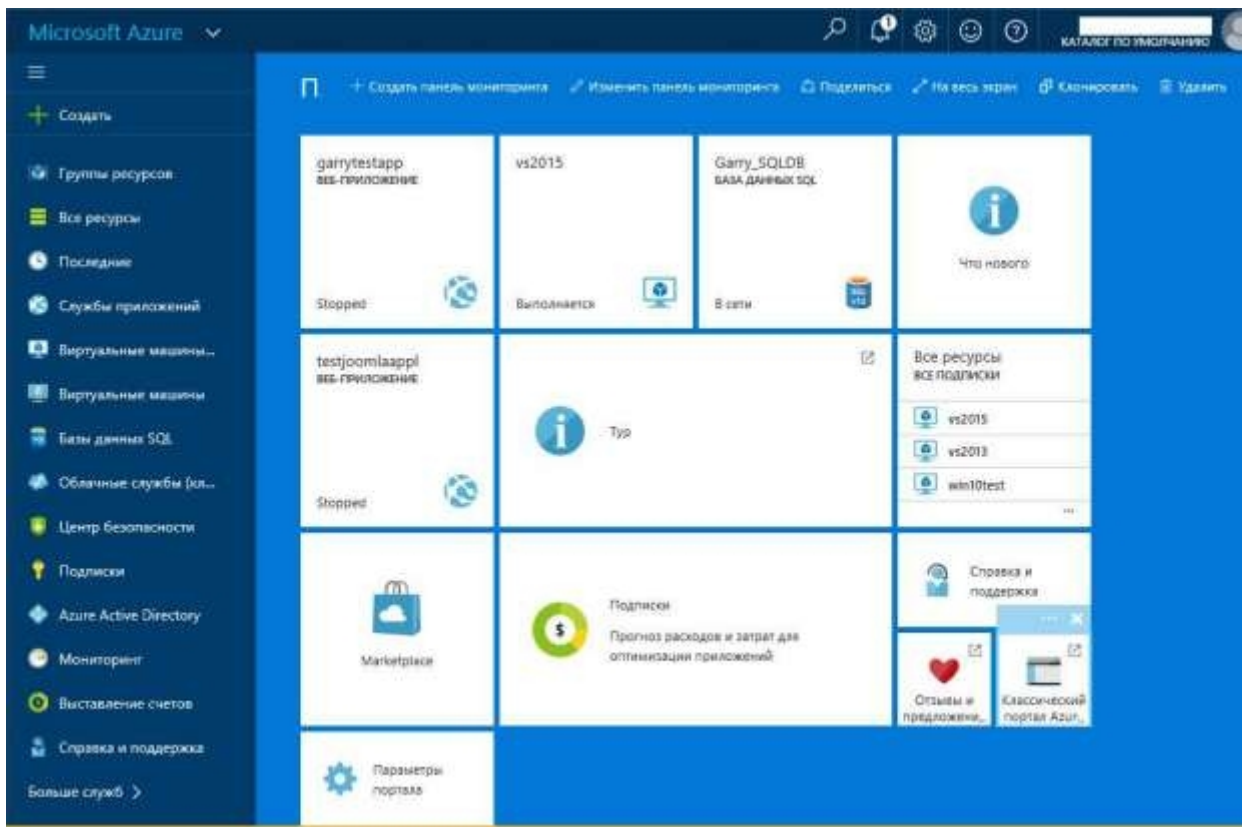 Microsoft Azure
1
КАТАЛОГ ПО УМОЛЧАНИЮ
Создать
Группы ресурсов
Все ресурсы
Последние
Службы приложений
Виртуальные машины...
Виртуальные машины
Базы данных SQL
Облачные службы (кл...
Центр безопасности
Подписки
Azure Active Directory
Мониторинг
Выставление счетов
Справка и поддержка
Больше служб
П
Создать панель мониторинга
Изменить панель мониторинга
Поделиться
На весь экран
Клонировать
Удалить
garrytestapp
ВЕБ-ПРИЛОЖЕНИЕ
Stopped
vs2015
Выполняется
Garry_SQLDB
БАЗА ДАННЫХ SQL
В сети
Что нового
testjoomlaappl
ВЕБ-ПРИЛОЖЕНИЕ
Stopped
Тур
Все ресурсы
ВСЕ ПОДПИСКИ
vs2015
vs2013
win10test
...
Marketplace
Подписки
Прогноз расходов и затрат для
оптимизации приложений
Справка и
поддержка
Отзывы и
предложени...
Классический
портал Azur...
Параметры
портала